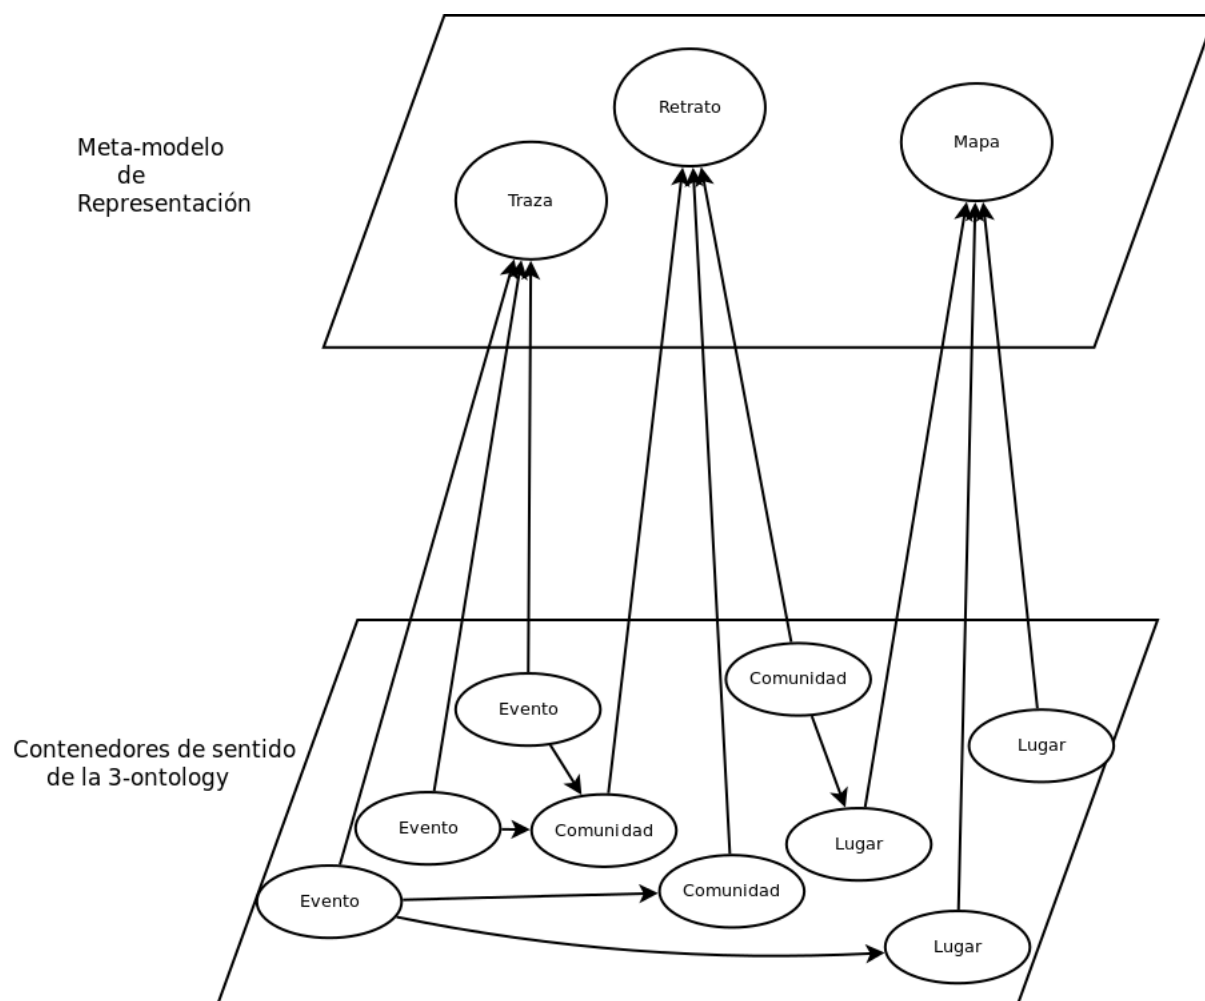 Retrato
Mapa
Meta-modelo
de
Representación
Traza
Comunidad
Evento
Contenedores de sentido
de la 3-ontology
Lugar
Evento
Comunidad
Lugar
Comunidad
Evento
Lugar